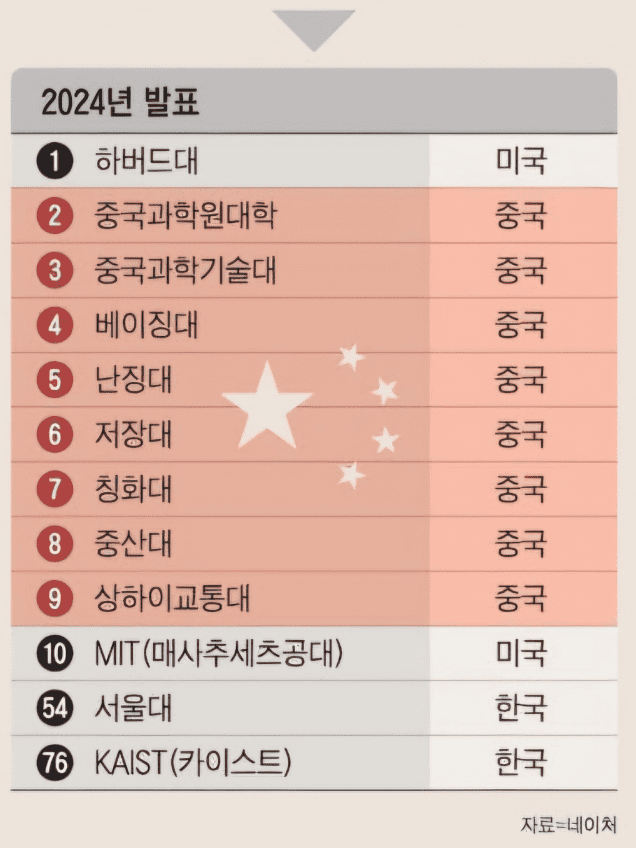 2024년 발표
1 하버드대 미국
2 중국과학원대학 중국
3 중국과학기술대 중국
4 베이징대 중국
5 난징대 중국
6 저장대 중국
7 칭화대 중국
8 중산대 중국
9 상하이교통대 중국
10 MIT(매사추세츠공대) 미국
54 서울대 한국
76 KAIST(카이스트) 한국
자료=네이처